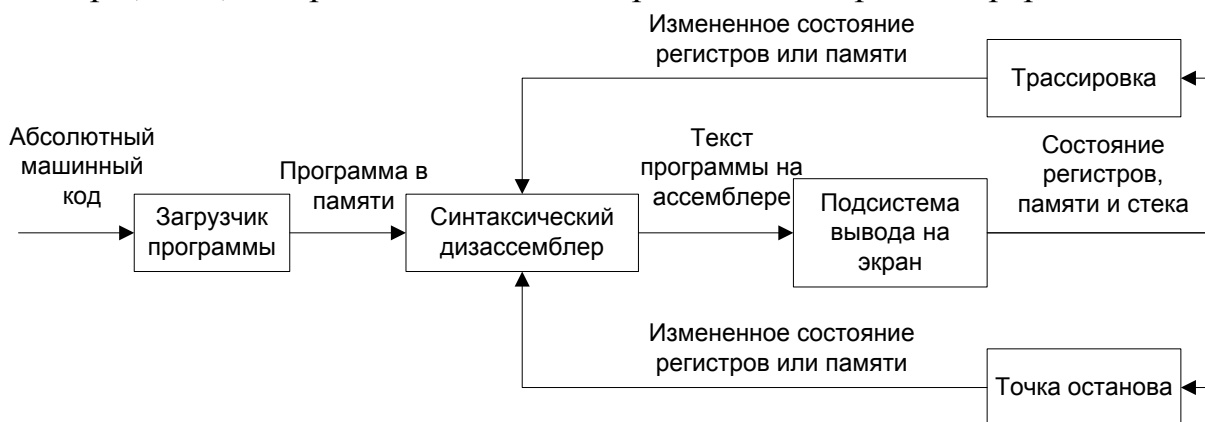 Измененное состояние
регистров или памяти
Трассировка
Абсолютный
машинный
код
Программа в
памяти
Текст
программы на
ассемблере
Состояние
регистров,
памяти и стека
Загрузчик
программы
Синтаксический
дизассемблер
Подсистема
вывода на
экран
Измененное состояние
регистров или памяти
Точка останова